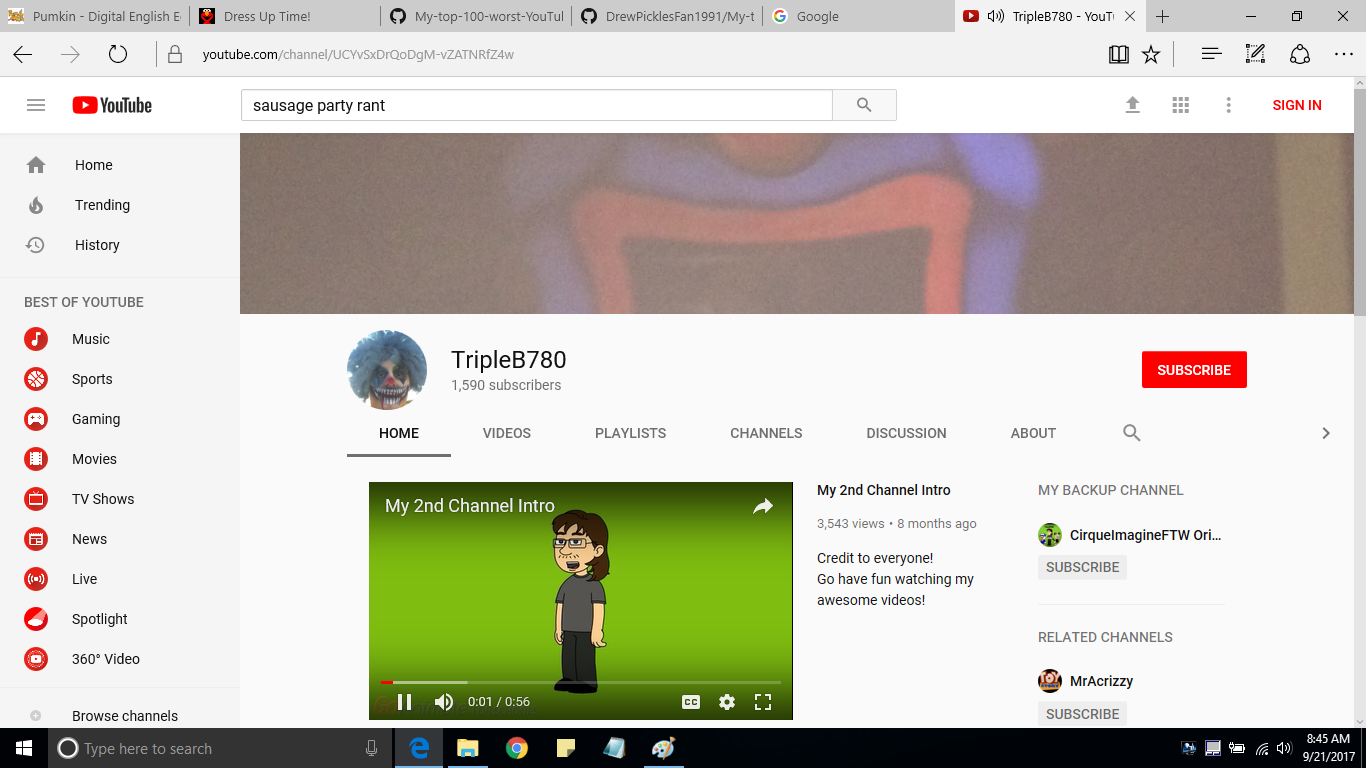 Pumkin - Digital English E
Dress Up Time!
My-top-100-worst-YouTul
DrewPicklesFan1991/My-t
Google
TripleB780 - YouT
youtube.com/channel/UCYvSxDrQoDgM-vZATNRfZ4w
YouTube
sausage party rant
SIGN IN
Home
Trending
History
BEST OF YOUTUBE
Music
Sports
Gaming
Movies
TV Shows
News
Live
Spotlight
360° Video
Browse channels
TripleB780
1,590 subscribers
SUBSCRIBE
HOME
VIDEOS
PLAYLISTS
CHANNELS
DISCUSSION
ABOUT
My 2nd Channel Intro
0:01 / 0:56
CC
My 2nd Channel Intro
3,543 views • 8 months ago
Credit to everyone!
Go have fun watching my
awesome videos!
MY BACKUP CHANNEL
CirqueImagineFTW Ori...
SUBSCRIBE
RELATED CHANNELS
MrAcrizzy
SUBSCRIBE
Type here to search
8:45 AM
9/21/2017